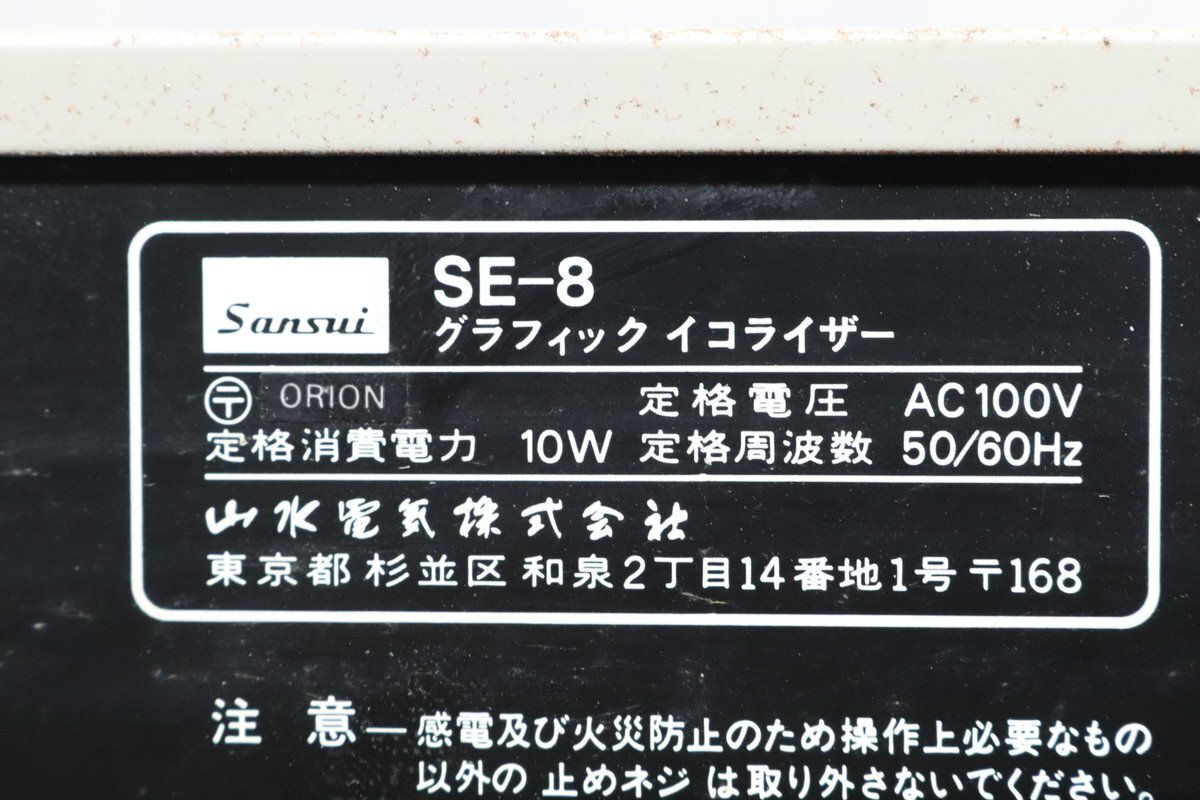 Sansui SE-8
グラフィック イコライザー
〒 ORION 定格電圧 AC100V
定格消費電力 10W 定格周波数 50/60Hz
山水電気株式会社
東京都 杉並区 和泉2丁目14番地1号 〒168
注 意 — 感電及び火災防止のため操作上必要なもの
以外の 止めネジ は取り外さないでください。